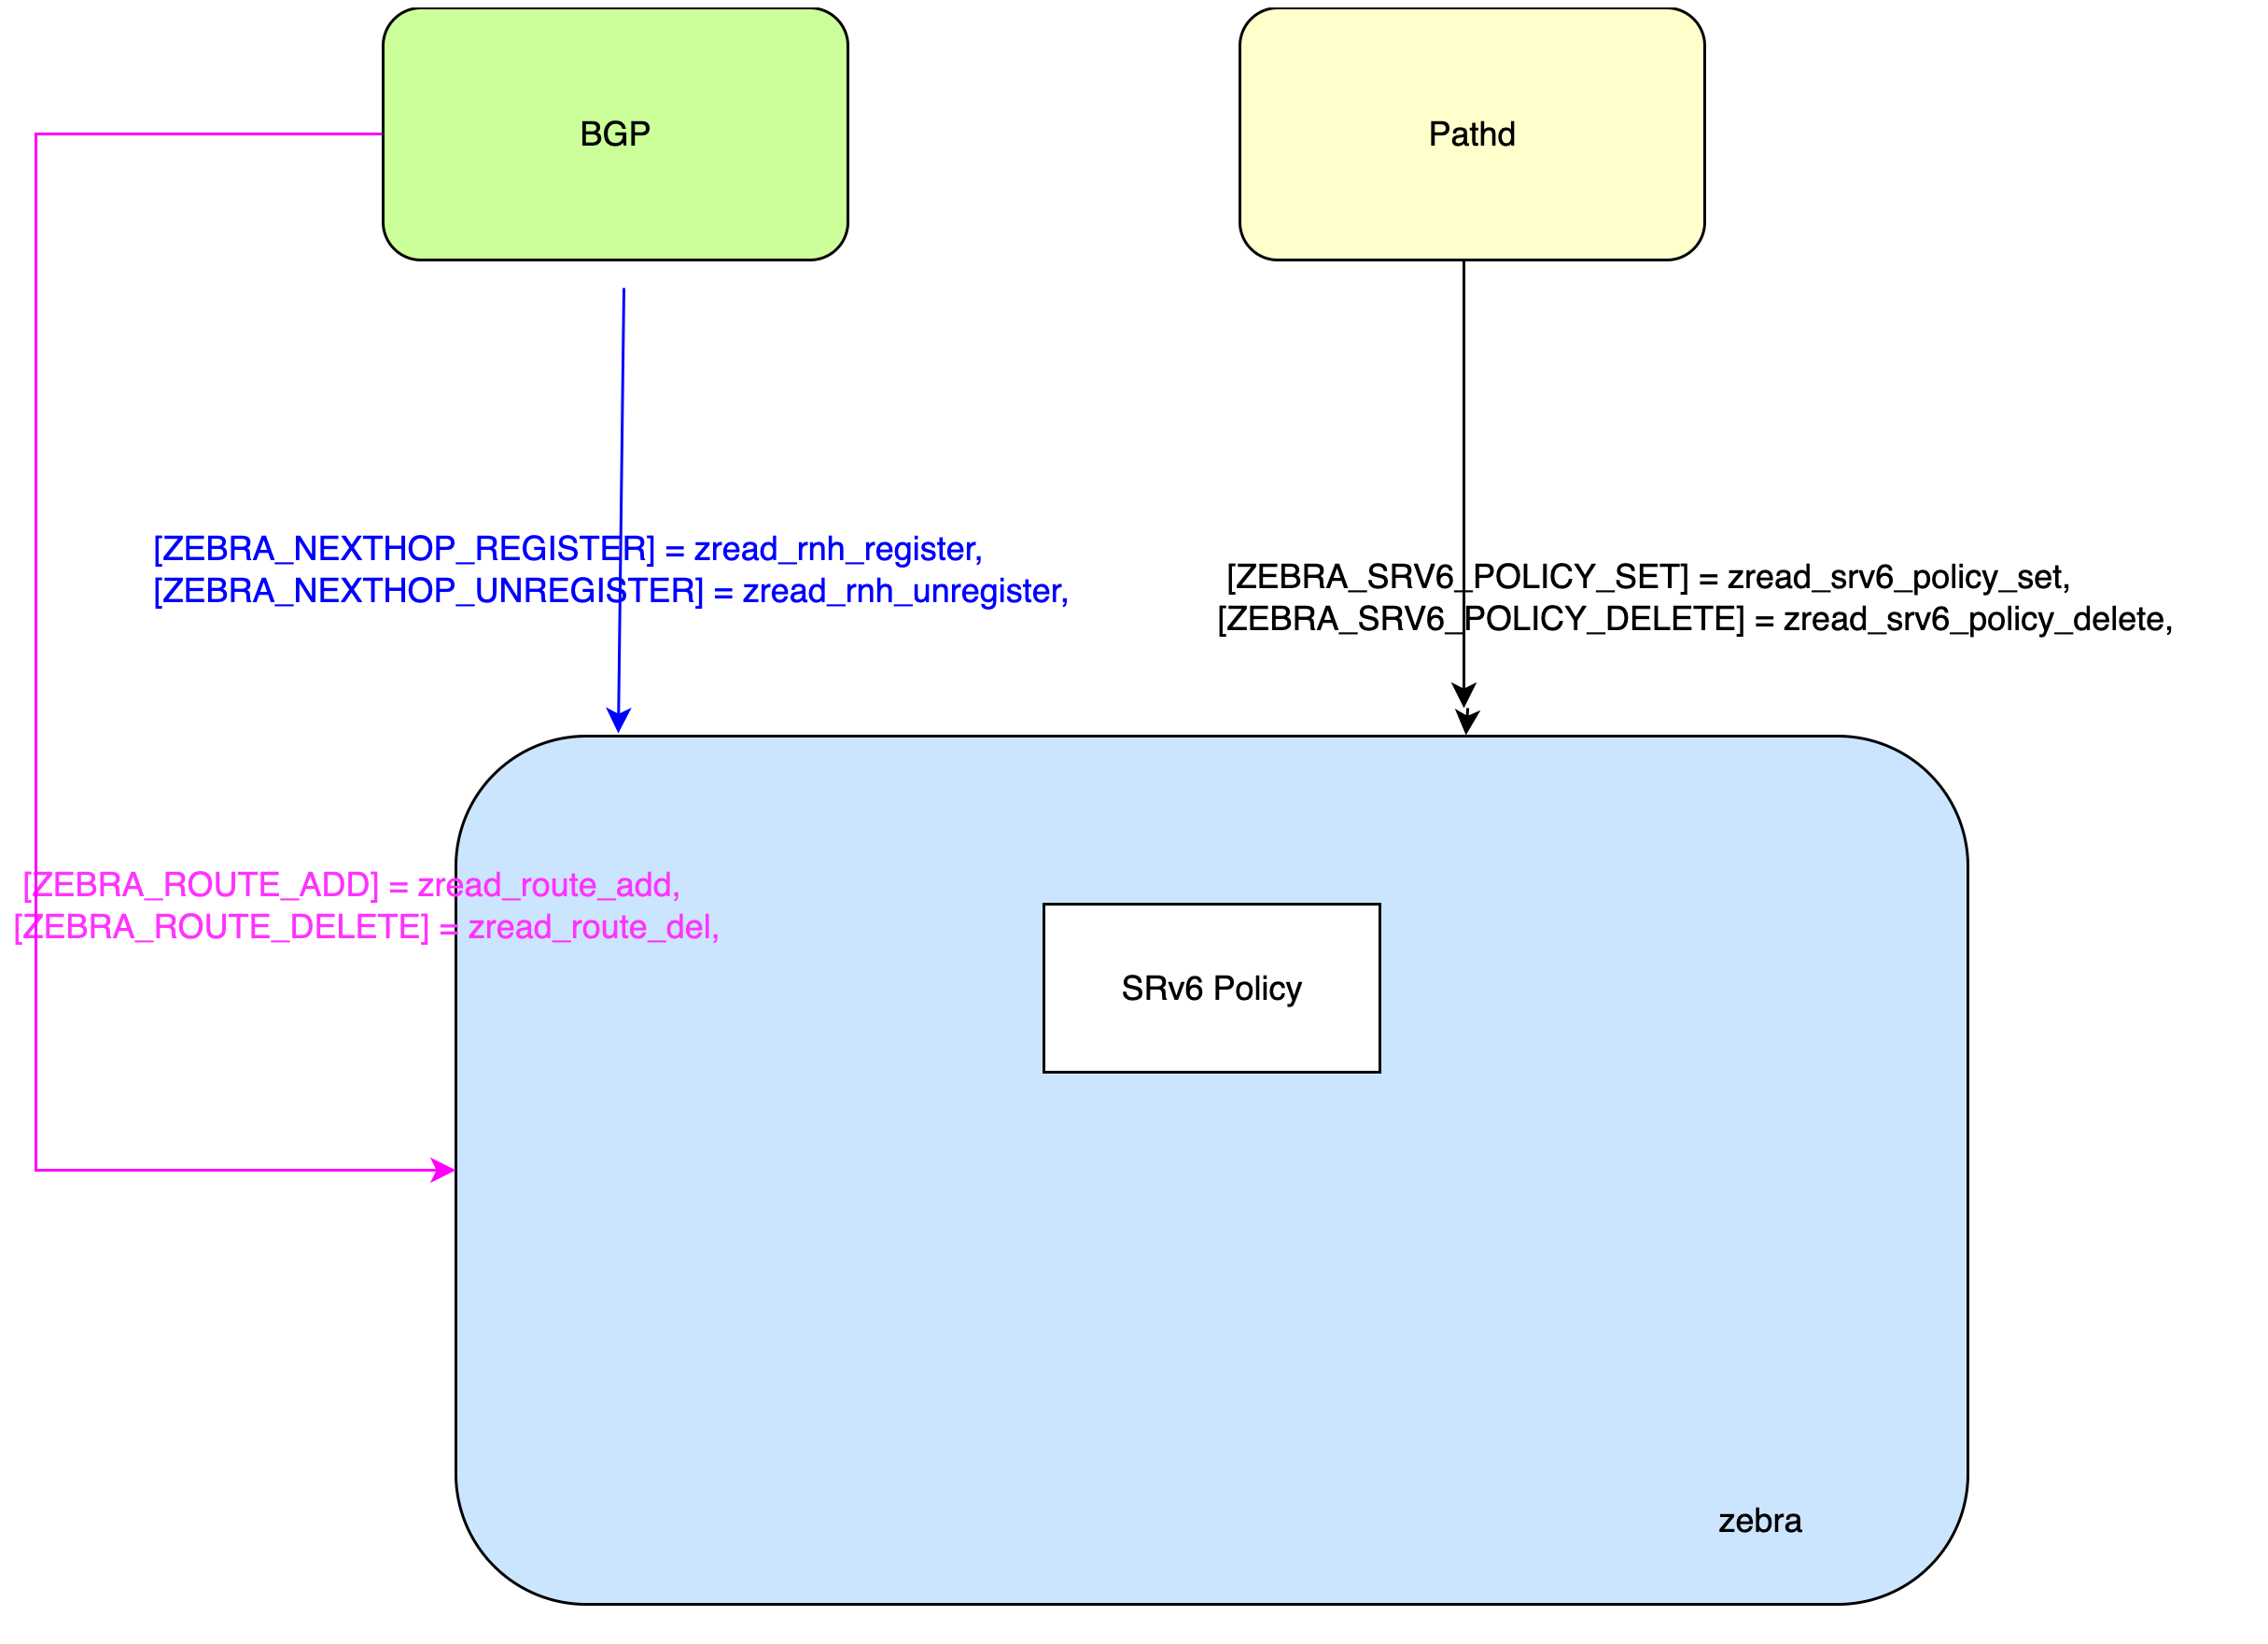 BGP
Pathd
[ZEBRA_NEXTHOP_REGISTER] = zread_rnh_register,
[ZEBRA_NEXTHOP_UNREGISTER] = zread_rnh_unregister,
[ZEBRA_SRV6_POLICY_SET] = zread_srv6_policy_set,
[ZEBRA_SRV6_POLICY_DELETE] = zread_srv6_policy_delete,
[ZEBRA_ROUTE_ADD] = zread_route_add,
[ZEBRA_ROUTE_DELETE] = zread_route_del,
SRv6 Policy
zebra